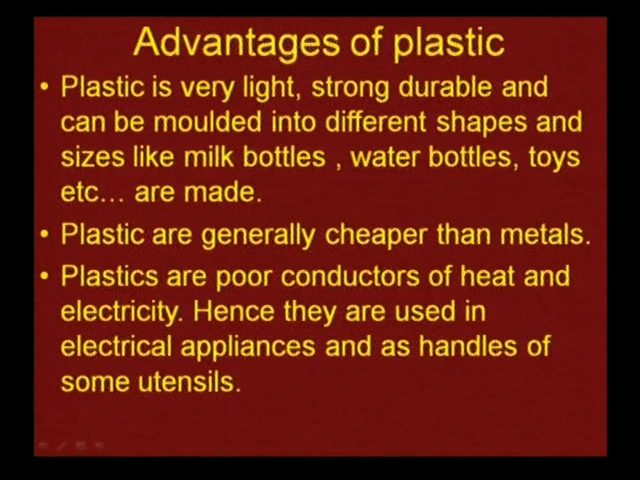 Advantages of plastic
• Plastic is very light, strong durable and
can be moulded into different shapes and
sizes like milk bottles , water bottles, toys
etc... are made.
• Plastic are generally cheaper than metals.
• Plastics are poor conductors of heat and
electricity. Hence they are used in
electrical appliances and as handles of
some utensils.